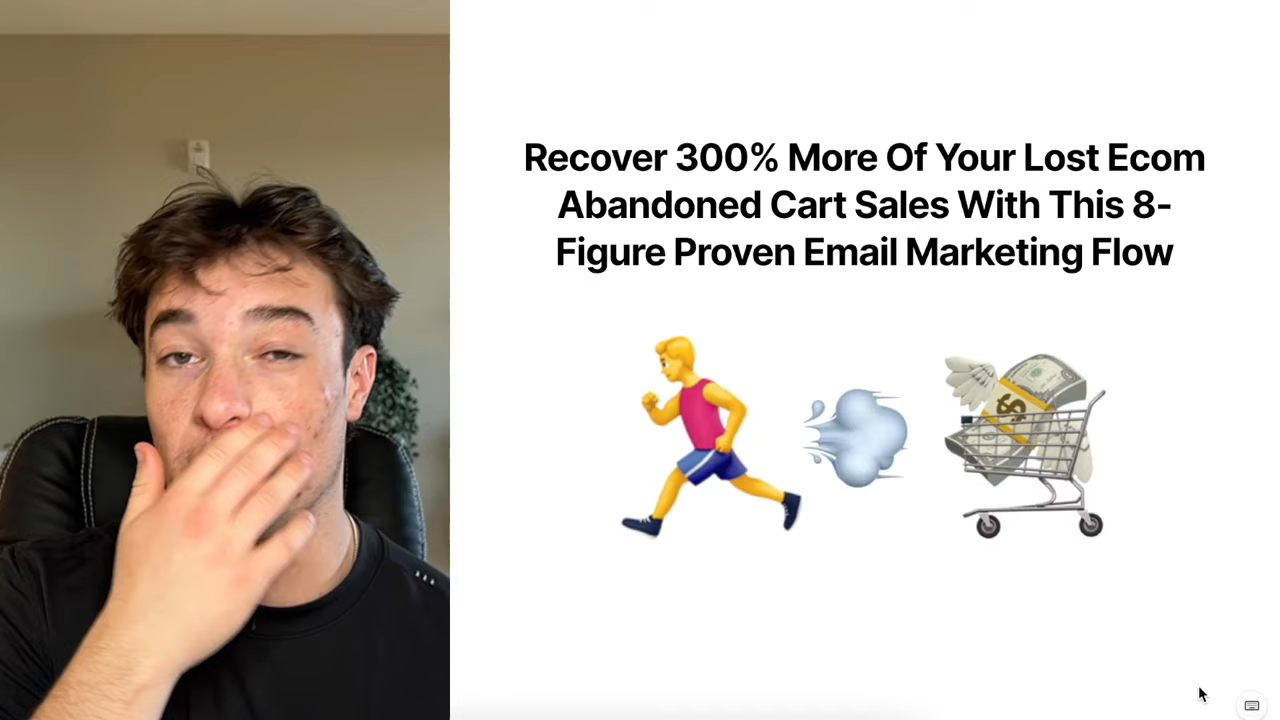 Recover 300% More Of Your Lost Ecom
Abandoned Cart Sales With This 8-
Figure Proven Email Marketing Flow